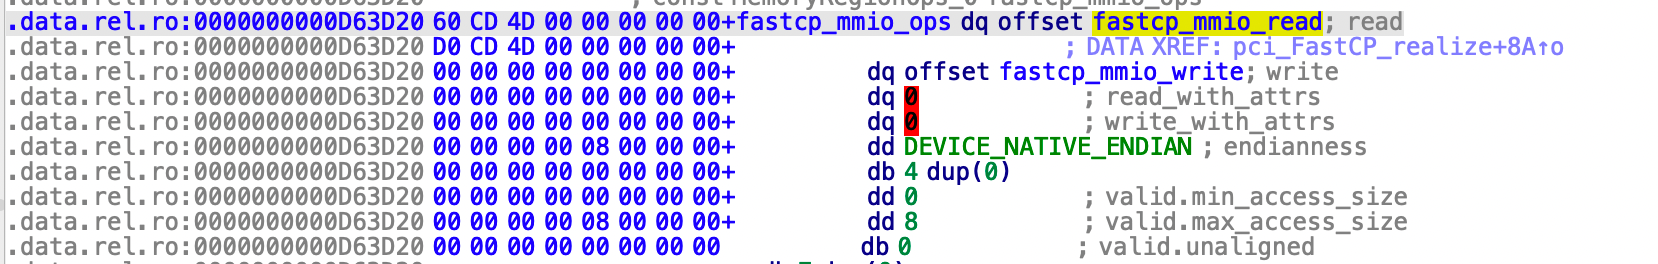 .data.rel.ro:0000000000D63D20 60 CD 4D 00 00 00 00 00+fastcp_mmio_ops dq offset fastcp_mmio_read; read
.data.rel.ro:0000000000D63D20 D0 CD 4D 00 00 00 00 00+ ; DATA XREF: pci_FastCP_realize+8A↑o
.data.rel.ro:0000000000D63D20 00 00 00 00 00 00 00 00+ dq offset fastcp_mmio_write; write
.data.rel.ro:0000000000D63D20 00 00 00 00 00 00 00 00+ dq 0 ; read_with_attrs
.data.rel.ro:0000000000D63D20 00 00 00 00 00 00 00 00+ dq 0 ; write_with_attrs
.data.rel.ro:0000000000D63D20 00 00 00 00 08 00 00 00+ dd DEVICE_NATIVE_ENDIAN ; endianness
.data.rel.ro:0000000000D63D20 00 00 00 00 00 00 00 00+ db 4 dup(0)
.data.rel.ro:0000000000D63D20 00 00 00 00 00 00 00 00+ dd 0 ; valid.min_access_size
.data.rel.ro:0000000000D63D20 00 00 00 00 08 00 00 00+ dd 8 ; valid.max_access_size
.data.rel.ro:0000000000D63D20 00 00 00 00 00 00 00 00 db 0 ; valid.unaligned